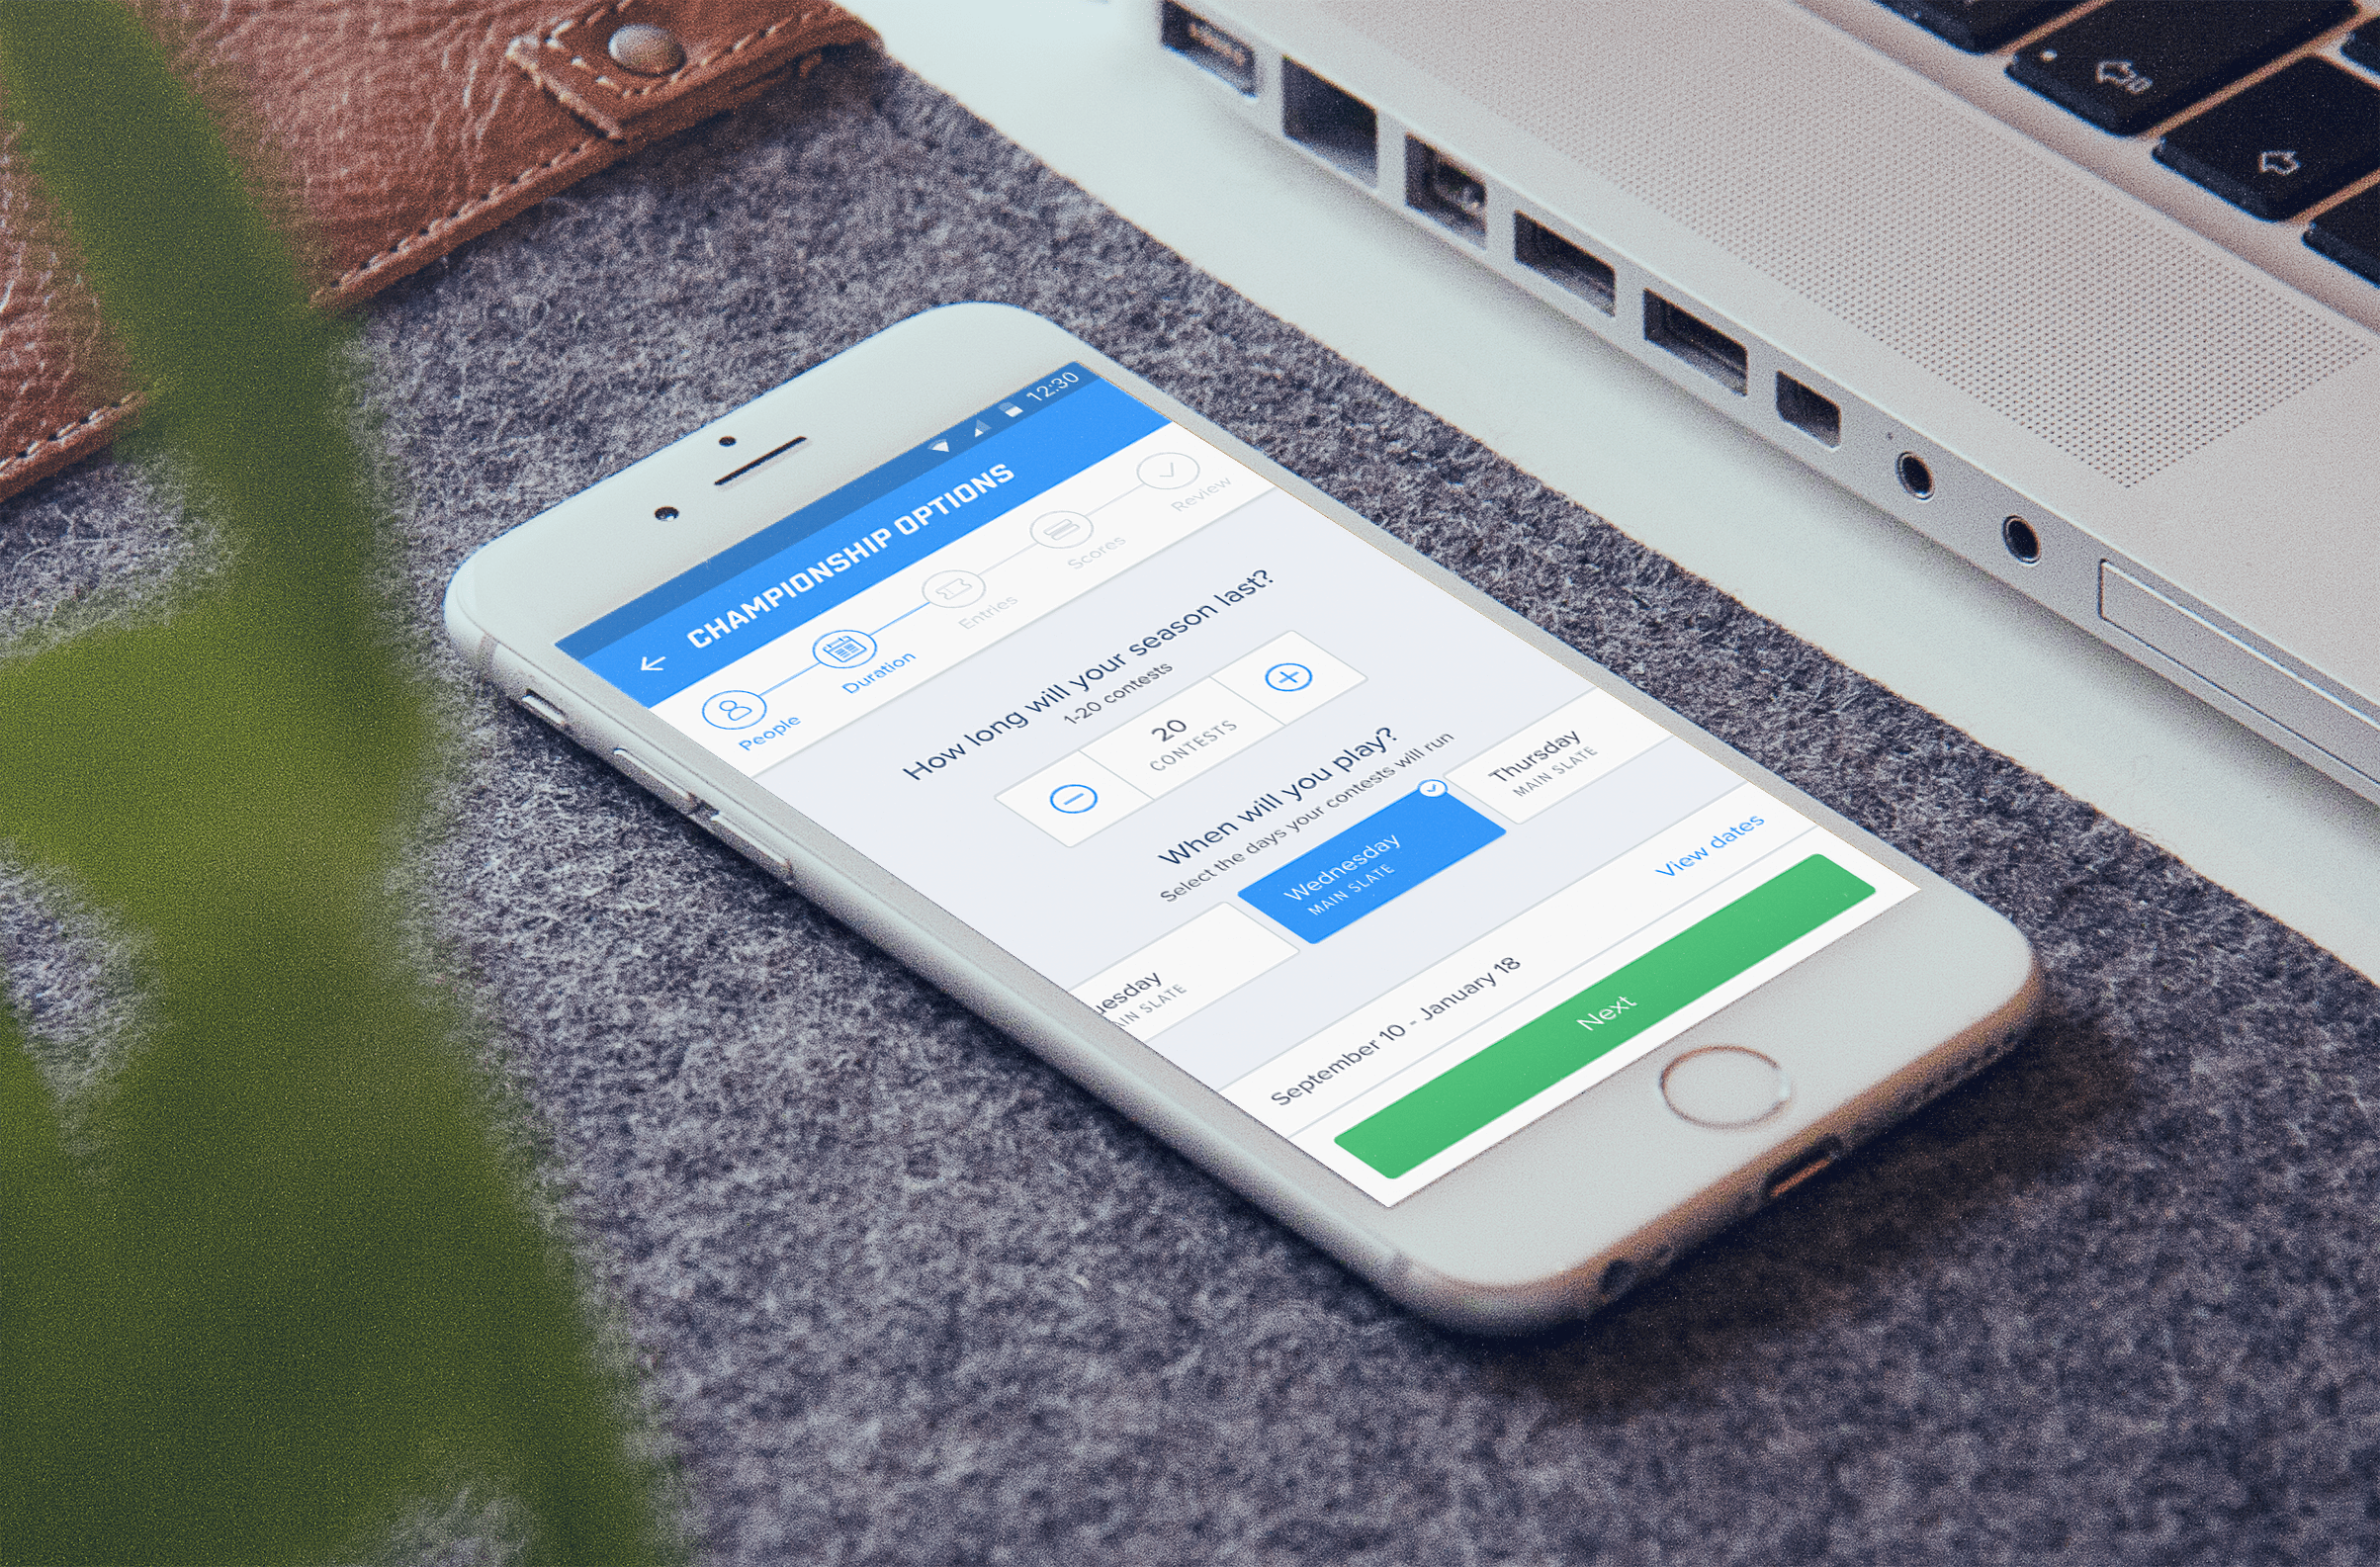 12:30
CHAMPIONSHIP OPTIONS
People
Duration
Entries
Scores
Review
How long will your season last?
1-20 contests
20
CONTESTS
When will you play?
Select the days your contests will run
uesday
AIN SLATE
Wednesday
MAIN SLATE
Thursday
MAIN SLATE
September 10 - January 18
View dates
Next